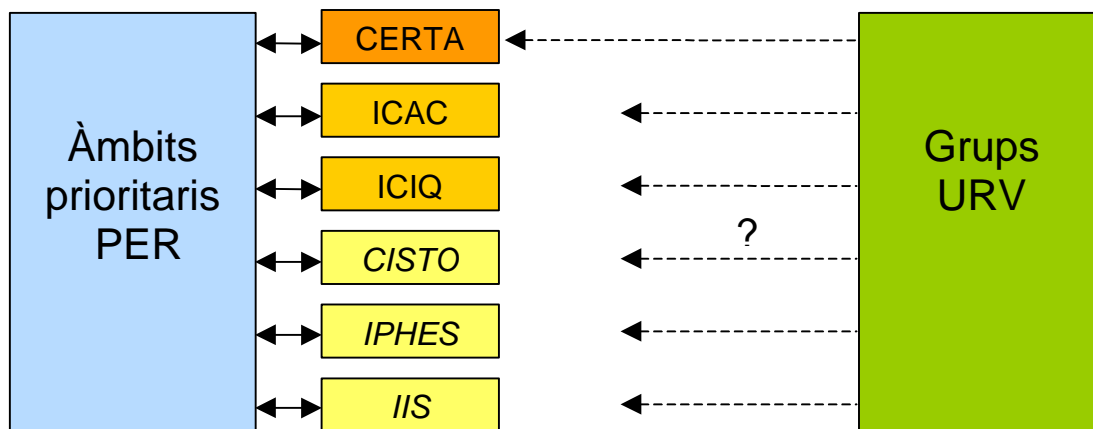 Àmbits
prioritaris
PER
CERTA
ICAC
ICIQ
CISTO
IPHES
IIS
?
Grups
URV